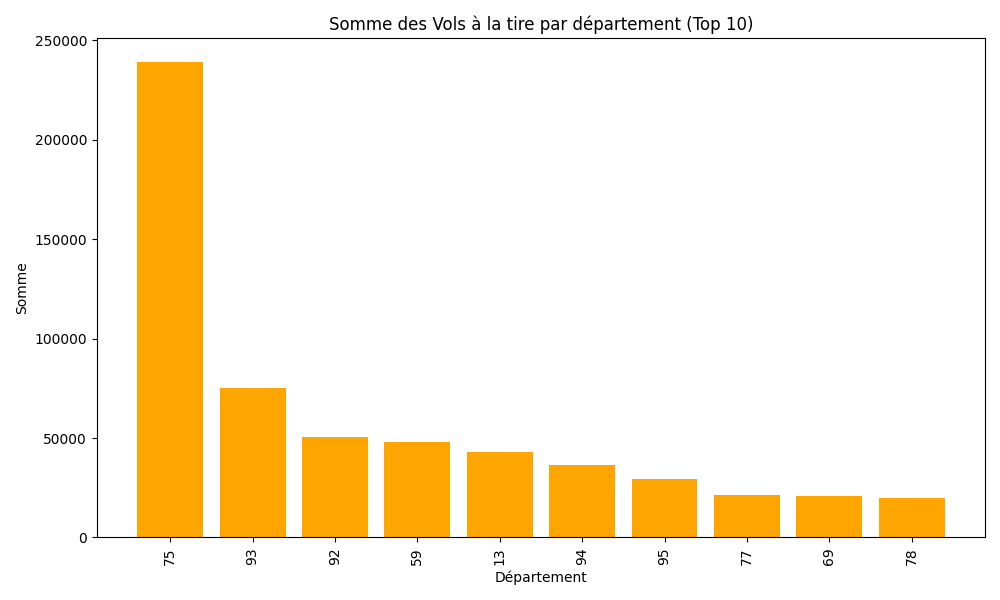 Somme des Vols à la tire par département (Top 10)
250000
200000
150000
100000
50000
0
Somme
75 93 92 59 13 94 95 77 69 78
Département